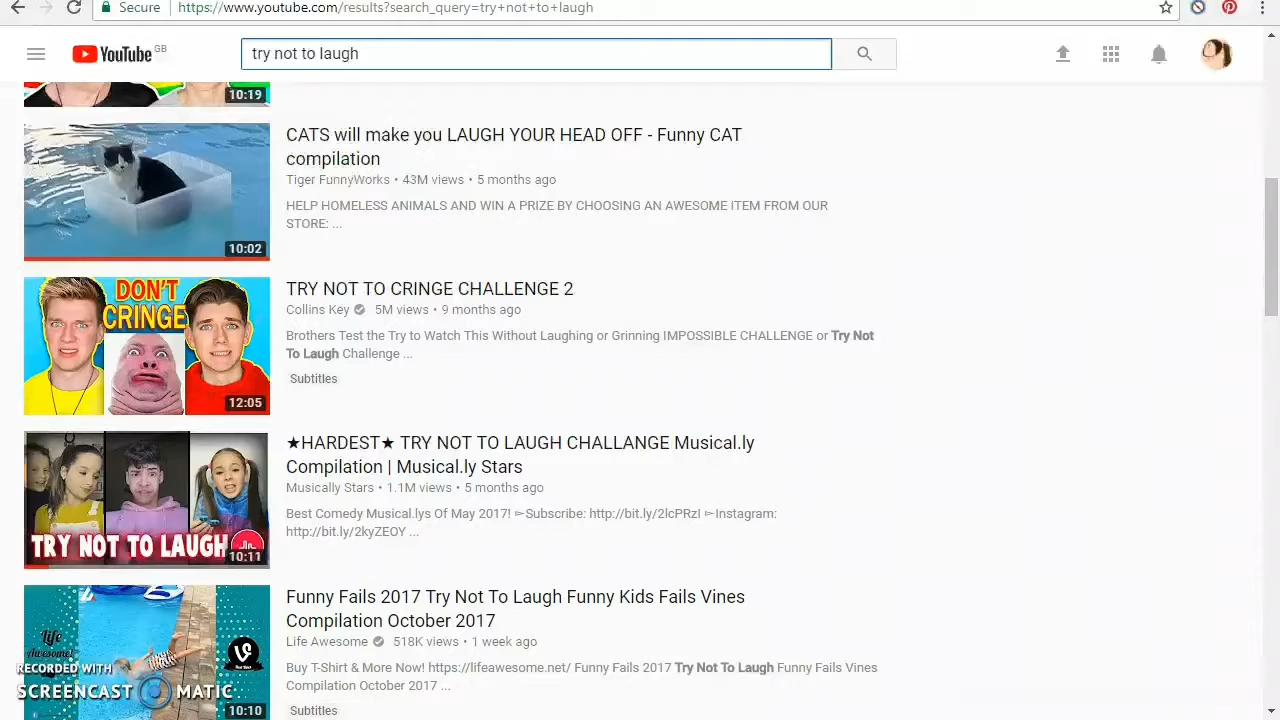 Secure https://www.youtube.com/results?search_query=try+not+to+laugh
YouTube GB
try not to laugh
10:19
CATS will make you LAUGH YOUR HEAD OFF - Funny CAT
compilation
Tiger FunnyWorks • 43M views • 5 months ago
HELP HOMELESS ANIMALS AND WIN A PRIZE BY CHOOSING AN AWESOME ITEM FROM OUR
STORE: ...
10:02
DON'T
CRINGE
12:05
TRY NOT TO CRINGE CHALLENGE 2
Collins Key 5M views • 9 months ago
Brothers Test the Try to Watch This Without Laughing or Grinning IMPOSSIBLE CHALLENGE or Try Not
To Laugh Challenge ...
Subtitles
TRY NOT TO LAUGH
10:11
★HARDEST★ TRY NOT TO LAUGH CHALLANGE Musical.ly
Compilation | Musical.ly Stars
Musically Stars • 1.1M views • 5 months ago
Best Comedy Musical.lys Of May 2017! ➳Subscribe: http://bit.ly/2lcPRzI ➳Instagram:
http://bit.ly/2kyZEOY ...
Life
Awesome!
RECORDED WITH
SCREENCAST MATIC
10:10
Funny Fails 2017 Try Not To Laugh Funny Kids Fails Vines
Compilation October 2017
Life Awesome 518K views • 1 week ago
Buy T-Shirt & More Now! https://lifeawesome.net/ Funny Fails 2017 Try Not To Laugh Funny Fails Vines
Compilation October 2017 ...
Subtitles